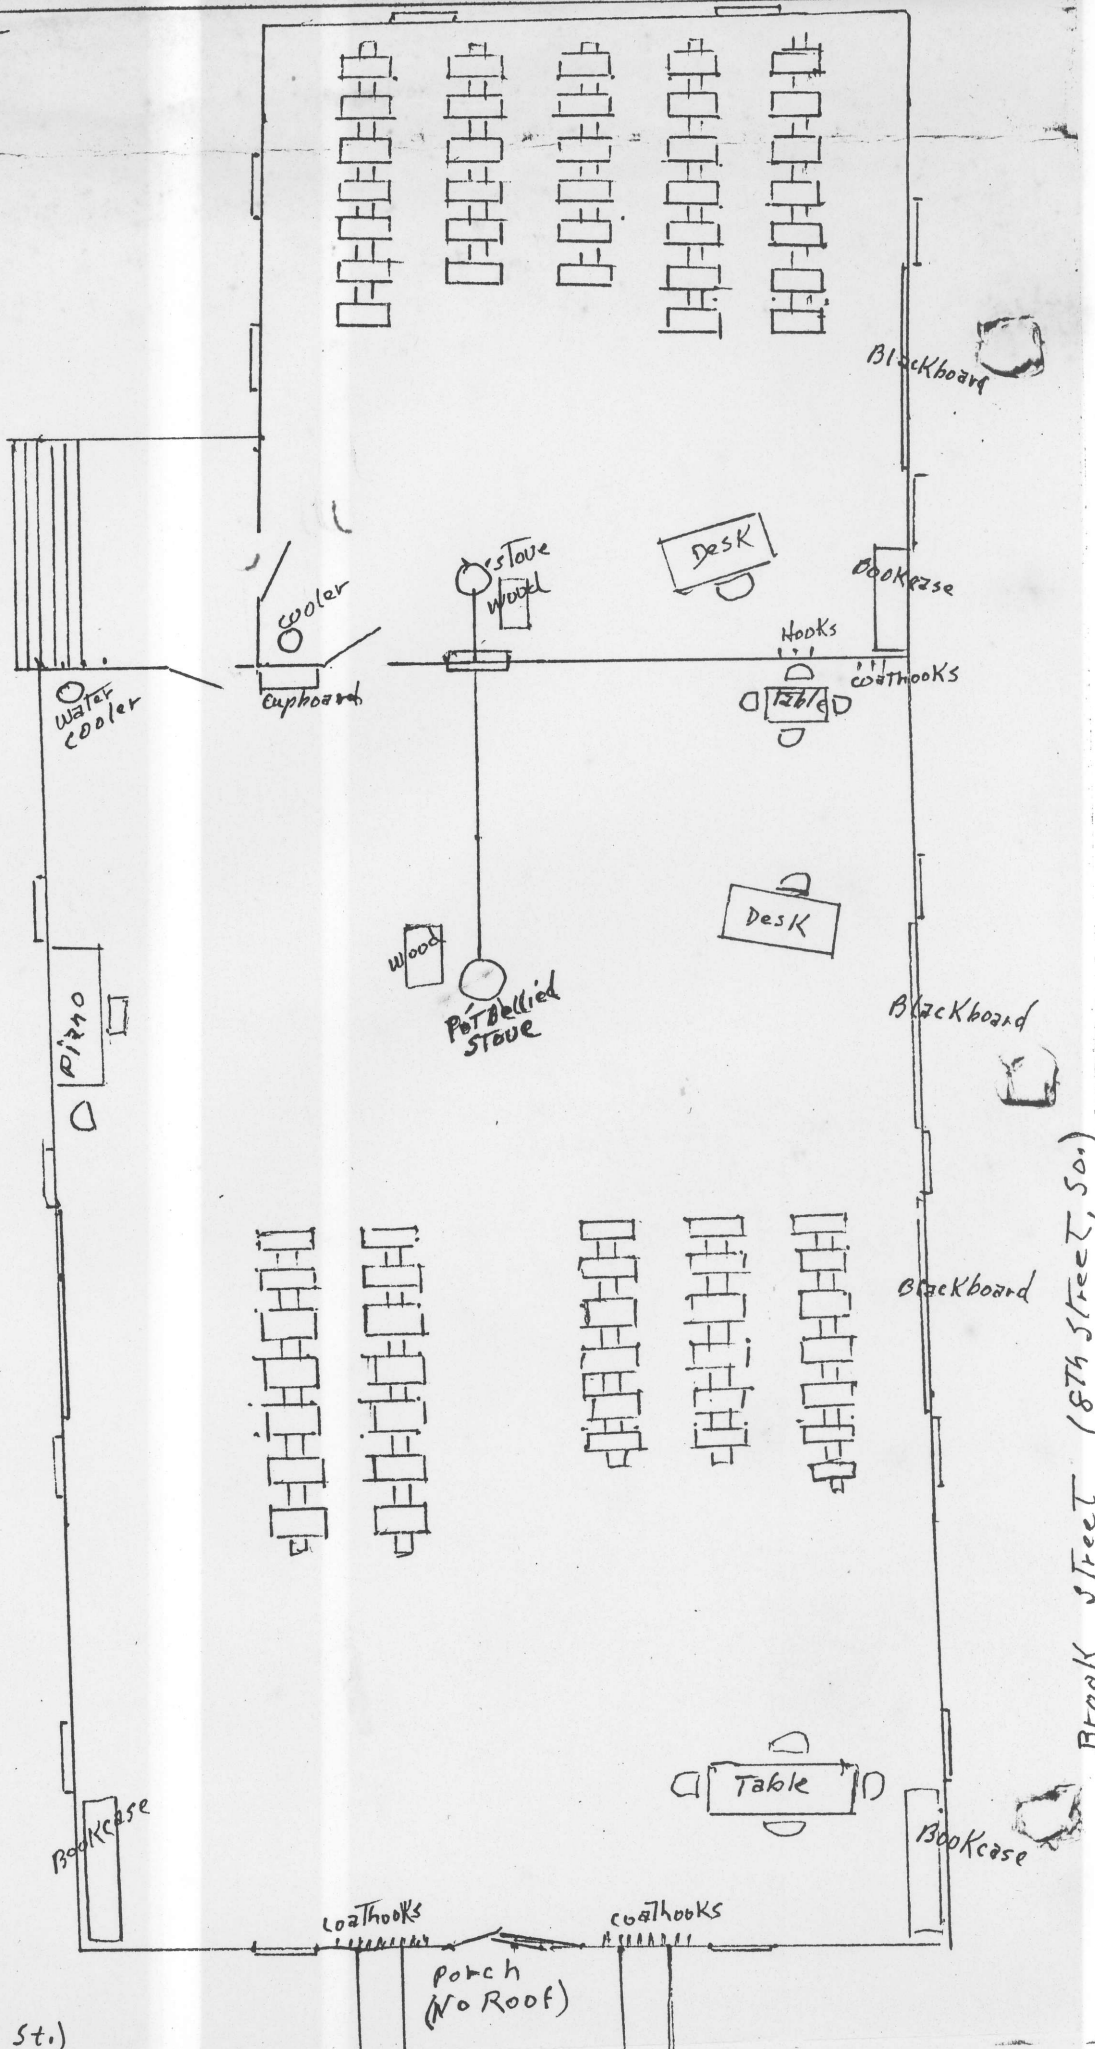 Blackboard
stove
wood
Desk
Bookcase
cooler
Hooks
coathooks
Cupboard
Table
Water
cooler
Desk
Wood
Piano
PoT Bellied
STove
Blackboard
Blackboard
Brook Street (18Th Street, So.)
Table
Bookcase
Bookcase
coathooks
coathooks
Porch
(No Roof)
St.)